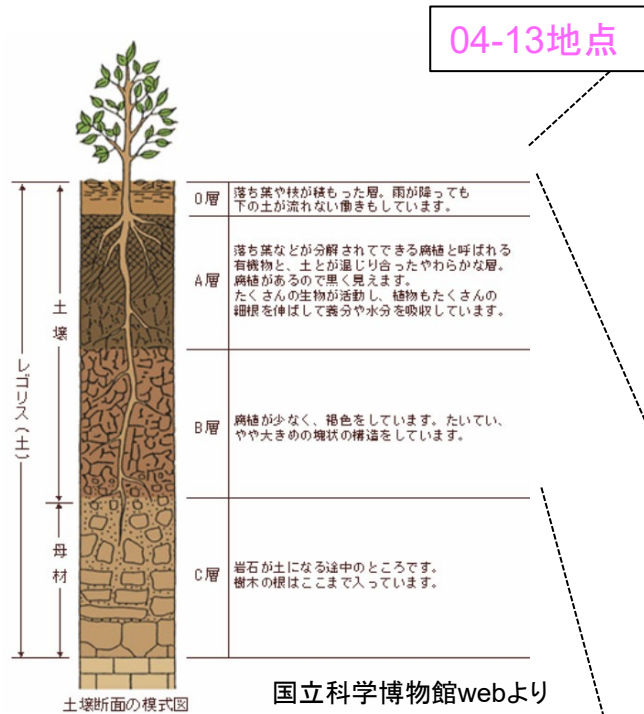 04-13地点
O層
落ち葉や枝が積もった層。雨が降っても
下の土が流れない働きもしています。
A層
落ち葉などが分解されてできる腐植と呼ばれる
有機物と、土とが混じり合ったやわらかな層。
腐植があるので黒く見えます。
たくさんの生物が活動し、植物もたくさんの
細根を伸ばして養分や水分を吸収しています。
土壌
レゴリス(土)
B層
腐植が少なく、褐色をしています。たいてい、
やや大きめの塊状の構造をしています。
母材
C層
岩石が土になる途中のところです。
樹木の根はここまで入っています。
土壌断面の模式図
国立科学博物館webより